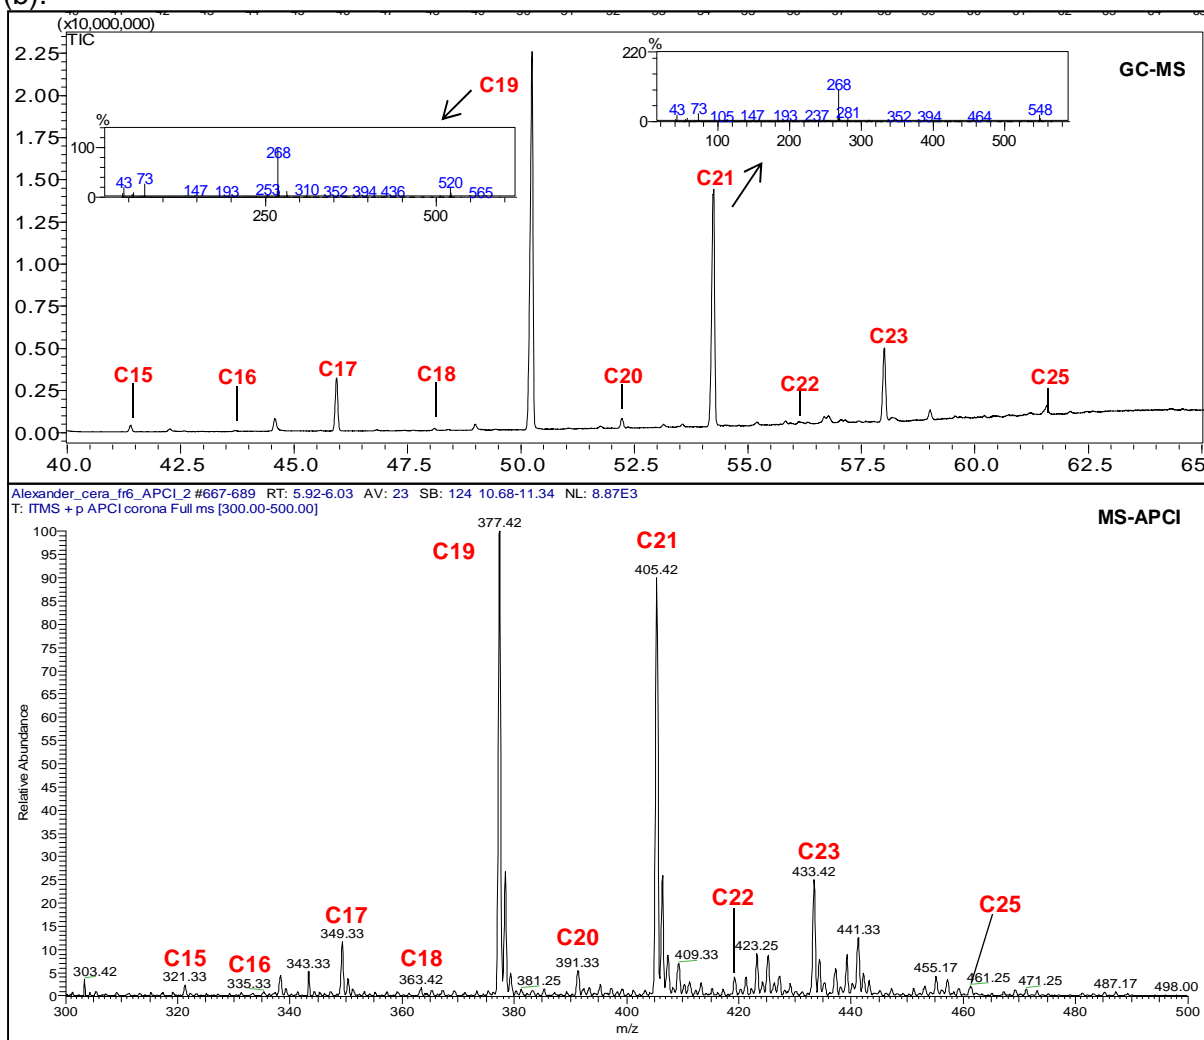 (b).
(x10,000,000)
TIC
GC-MS
2.25
2.00
1.75
1.50
1.25
1.00
0.75
0.50
0.25
0.00
%
100
0
43 73 147 193 253 268 310 352 394 436 520 565
250 500
C19
%
220
0
43 73 105 147 193 237 268 281 352 394 464 548
100 200 300 400 500
C21
C15 C16 C17 C18 C20 C22 C23 C25
40.0 42.5 45.0 47.5 50.0 52.5 55.0 57.5 60.0 62.5 65
Alexander_cera_fr6_APCI_2 #667-689 RT: 5.92-6.03 AV: 23 SB: 124 10.68-11.34 NL: 8.87E3
T: ITMS + p APCI corona Full ms [300.00-500.00]
MS-APCI
Relative Abundance
100
95
90
85
80
75
70
65
60
55
50
45
40
35
30
25
20
15
10
5
0
C19
377.42
C21
405.42
C23
433.42
C22
C25
C17
349.33
C20
391.33
C15
321.33
C16
335.33
C18
363.42
303.42
343.33
381.25
409.33
423.25
441.33
455.17
461.25
471.25
487.17
498.00
300 320 340 360 380 400 420 440 460 480 500
m/z